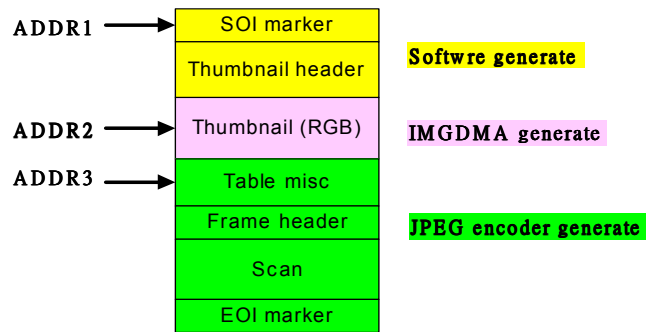 ADDR1
SOI marker
Thumbnail header
Softwre generate
ADDR2
Thumbnail (RGB)
IMGDMA generate
ADDR3
Table misc
Frame header
JPEG encoder generate
Scan
EOI marker